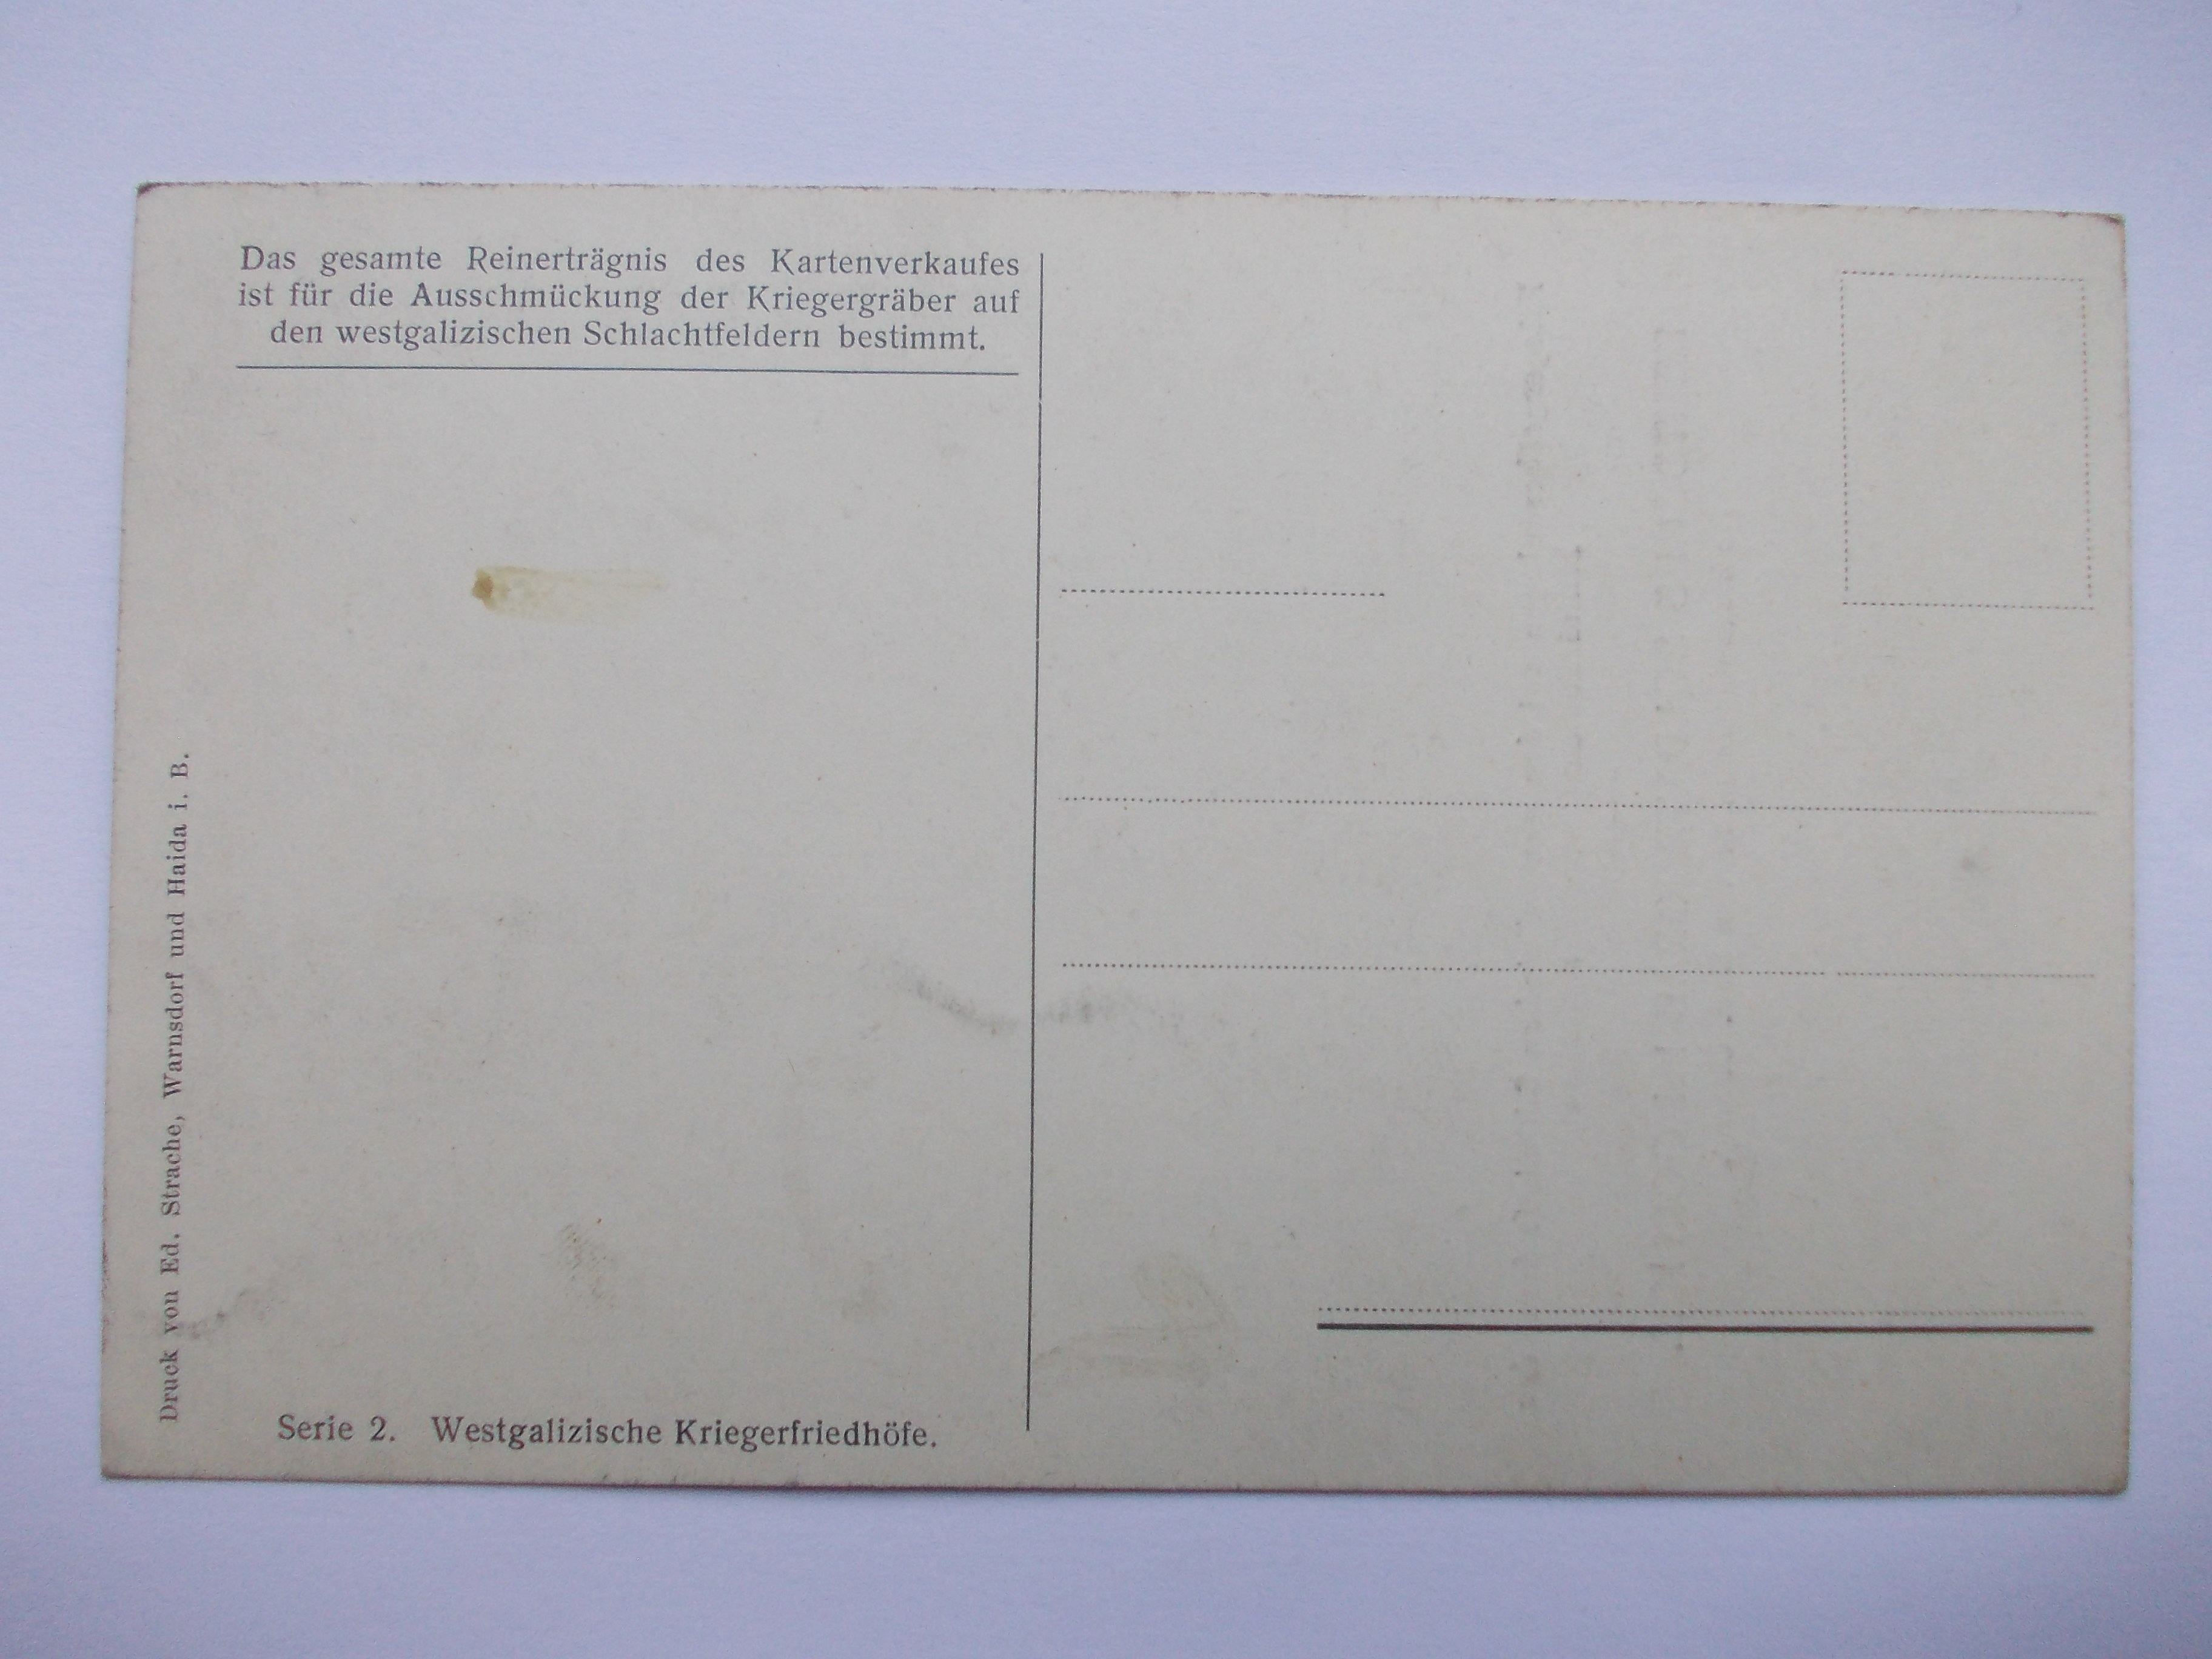 Das gesamte Reinerträgnis des Kartenverkaufes
ist für die Ausschmückung der Kriegergräber auf
den westgalizischen Schlachtfeldern bestimmt.
Druck von Ed. Strache, Warnsdorf und Haida i. B.
Serie 2. Westgalizische Kriegerfriedhöfe.